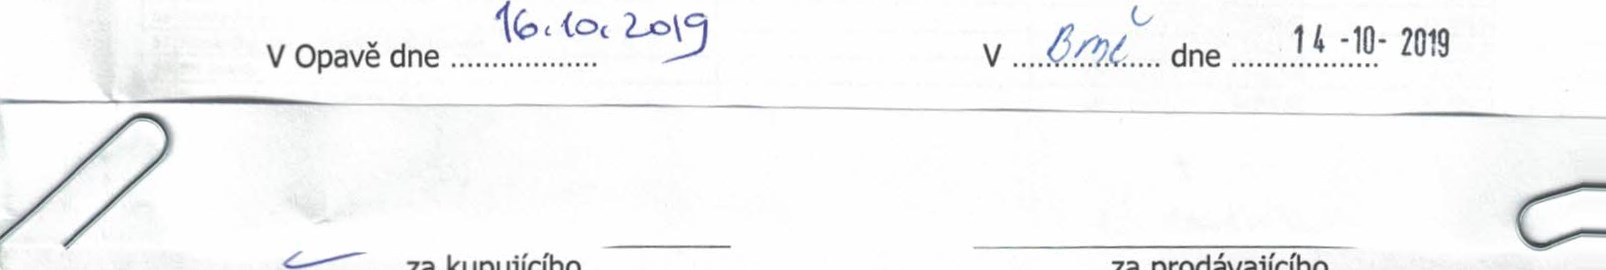 V Opavě dne 16.10.2019
V Brně dne 14 -10- 2019
za kupujícího
za prodávajícího